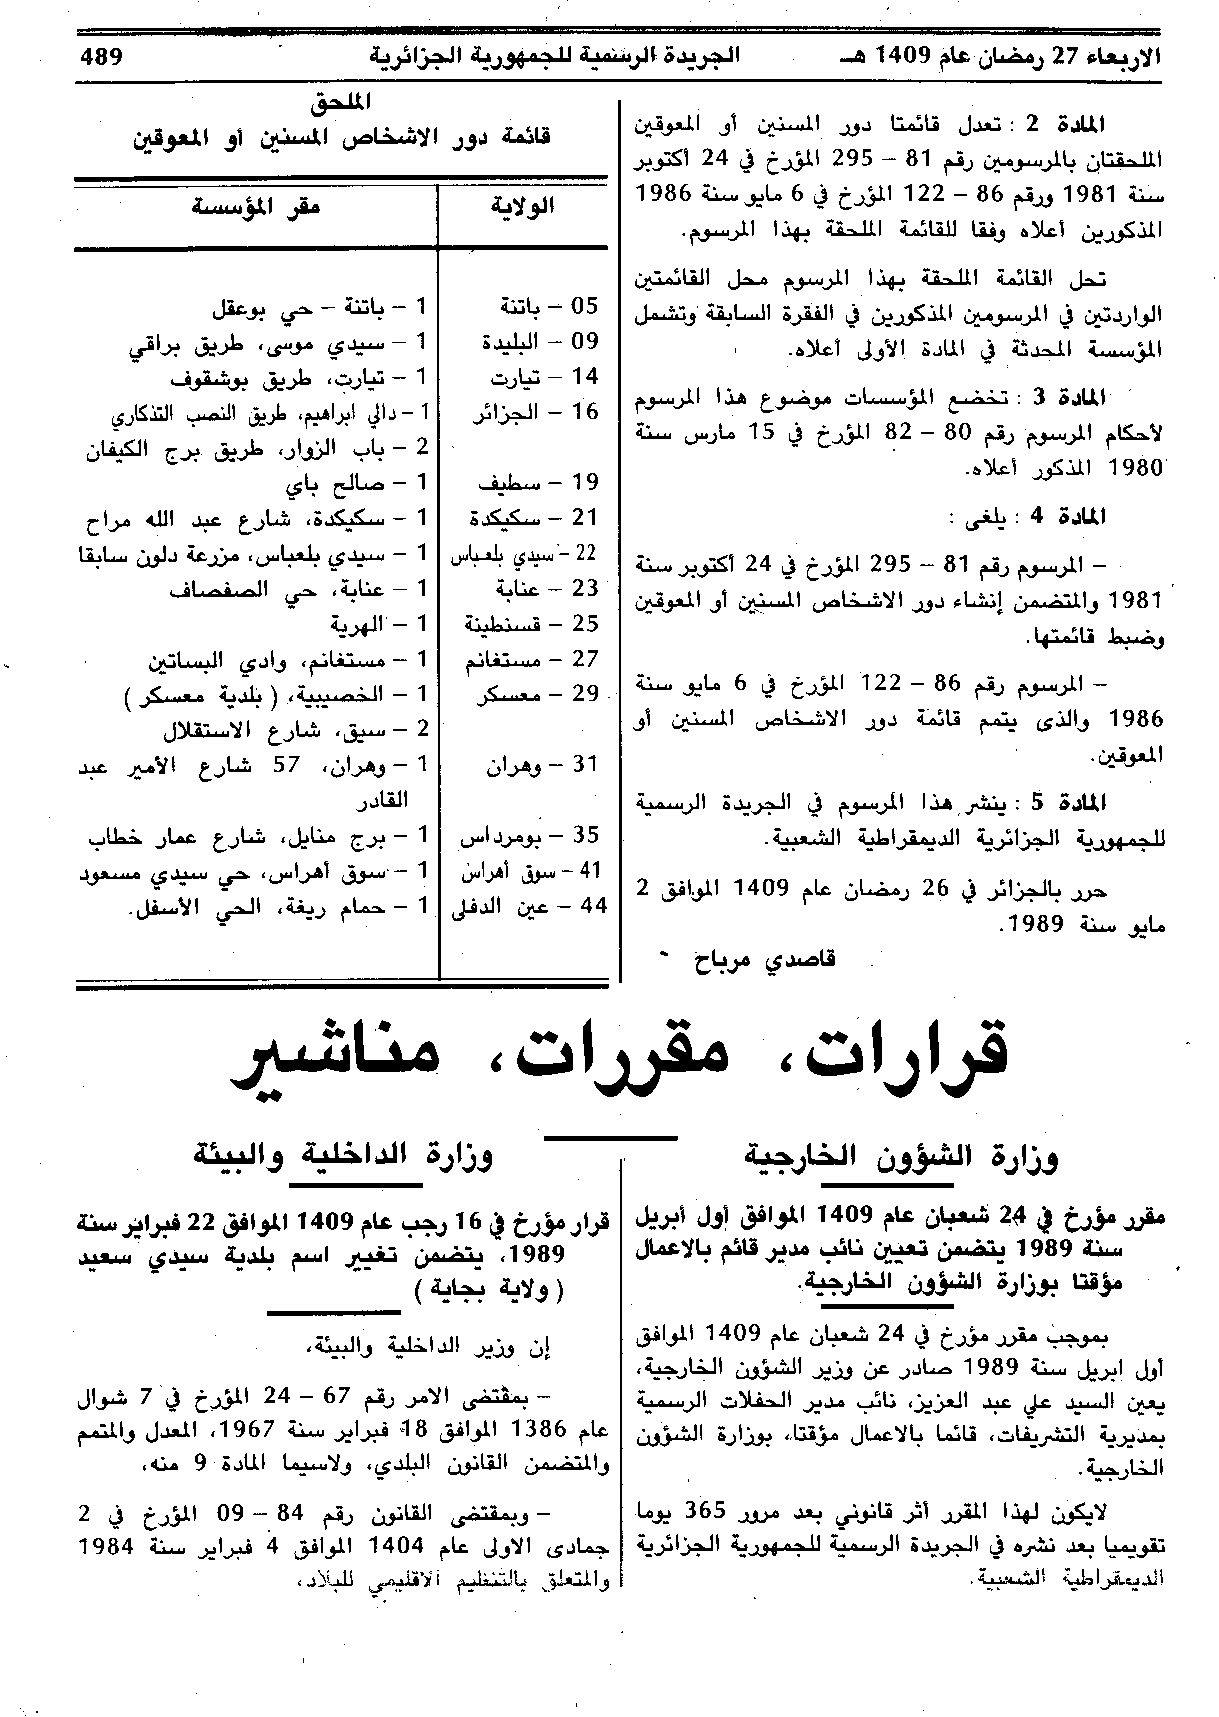 الاربعاء 27 رمضان عام 1409 هـ
الجريدة الرسمية للجمهورية الجزائرية
489
المادة 2 : تعدل قائمتا دور المسنين أو المعوقين
الملحقتان بالمرسومين رقم 81 – 295 المؤرخ في 24 أكتوبر
سنة 1981 ورقم 86 – 122 المؤرخ في 6 مايو سنة 1986
المذكورين أعلاه وفقا للقائمة الملحقة بهذا المرسوم.
تحل القائمة الملحقة بهذا المرسوم محل القائمتين
الواردتين في المرسومين المذكورين في الفقرة السابقة وتشمل
المؤسسة المحدثة في المادة الأولى أعلاه.
المادة 3 : تخضع المؤسسات موضوع هذا المرسوم
لأحكام المرسوم رقم 80 – 82 المؤرخ في 15 مارس سنة
1980 المذكور أعلاه.
المادة 4 : يلغى :
– المرسوم رقم 81 – 295 المؤرخ في 24 أكتوبر سنة
1981 والمتضمن إنشاء دور الاشخاص المسنين أو المعوقين
وضبط قائمتها.
– المرسوم رقم 86 – 122 المؤرخ في 6 مايو سنة
1986 والذى يتمم قائمة دور الاشخاص المسنين أو
المعوقين.
المادة 5 : ينشر هذا المرسوم في الجريدة الرسمية
للجمهورية الجزائرية الديمقراطية الشعبية.
حرر بالجزائر في 26 رمضان عام 1409 الموافق 2
مايو سنة 1989.
قاصدي مرباح
الملحق
قائمة دور الاشخاص المسنين أو المعوقين
الولاية
مقر المؤسسة
05 – باتنة
1 – باتنة – حي بوعقل
09 – البليدة
1 – سيدي موسى، طريق براقي
14 – تيارت
1 – تيارت، طريق بوشقوف
16 – الجزائر
1 – دالي ابراهيم، طريق النصب التذكاري
2 – باب الزوار، طريق برج الكيفان
19 – سطيف
1 – صالح باي
21 – سكيكدة
1 – سكيكدة، شارع عبد الله مراح
22 – سيدي بلعباس
1 – سيدي بلعباس، مزرعة دلون سابقا
23 – عنابة
1 – عنابة، حي الصفصاف
25 – قسنطينة
1 – الهرية
27 – مستغانم
1 – مستغانم، وادي البساتين
29 – معسكر
1 – الخصيبية، ( بلدية معسكر )
2 – سيق، شارع الاستقلال
31 – وهران
1 – وهران، 57 شارع الأمير عبد
القادر
35 – بومرداس
1 – برج منايل، شارع عمار خطاب
41 – سوق أهراس
1 – سوق أهراس، حي سيدي مسعود
44 – عين الدفلى
1 – حمام ريغة، الحي الأسفل.
قرارات، مقررات، مناشير
وزارة الشؤون الخارجية
مقرر مؤرخ في 24 شعبان عام 1409 الموافق أول أبريل
سنة 1989 يتضمن تعيين نائب مدير قائم بالاعمال
مؤقتا بوزارة الشؤون الخارجية.
بموجب مقرر مؤرخ في 24 شعبان عام 1409 الموافق
أول ابريل سنة 1989 صادر عن وزير الشؤون الخارجية،
يعين السيد علي عبد العزيز، نائب مدير الحفلات الرسمية
بمديرية التشريفات، قائما بالاعمال مؤقتا، بوزارة الشؤون
الخارجية.
لايكون لهذا المقرر أثر قانوني بعد مرور 365 يوما
تقويميا بعد نشره في الجريدة الرسمية للجمهورية الجزائرية
الديمقراطية الشعبية.
وزارة الداخلية والبيئة
قرار مؤرخ في 16 رجب عام 1409 الموافق 22 فبراير سنة
1989، يتضمن تغيير اسم بلدية سيدي سعيد
( ولاية بجاية )
إن وزير الداخلية والبيئة،
– بمقتضى الامر رقم 67 – 24 المؤرخ في 7 شوال
عام 1386 الموافق 18 فبراير سنة 1967، المعدل والمتمم
والمتضمن القانون البلدي، ولاسيما المادة 9 منه،
– وبمقتضى القانون رقم 84 – 09 المؤرخ في 2
جمادى الاولى عام 1404 الموافق 4 فبراير سنة 1984
والمتعلق بالتنظيم الاقليمي للبلاد،